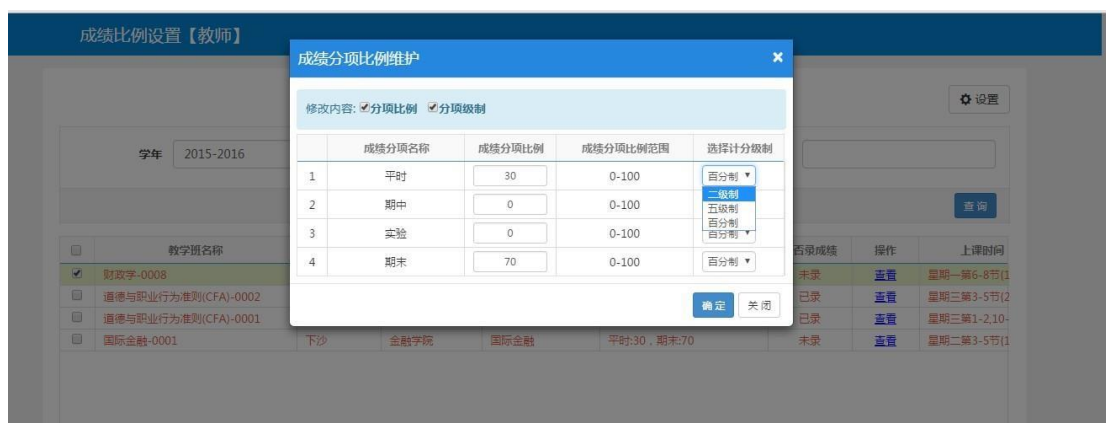 成绩比例设置【教师】
成绩分项比例维护 ×
修改内容: 分项比例 分项级制
设置
学年 2015-2016
成绩分项名称 成绩分项比例 成绩分项比例范围 选择计分级制
1 平时 30 0-100 百分制
2 期中 0 0-100
二级制
五级制
百分制
3 实验 0 0-100 百分制
4 期末 70 0-100 百分制
查询
确定 关闭
教学班名称 否录成绩 操作 上课时间
财政学-0008 未录 查看 星期一第6-8节(1
道德与职业行为准则(CFA)-0002 已录 查看 星期三第3-5节(2
道德与职业行为准则(CFA)-0001 已录 查看 星期三第1-2,10-
国际金融-0001 下沙 金融学院 国际金融 平时:30，期末:70 未录 查看 星期二第3-5节(1